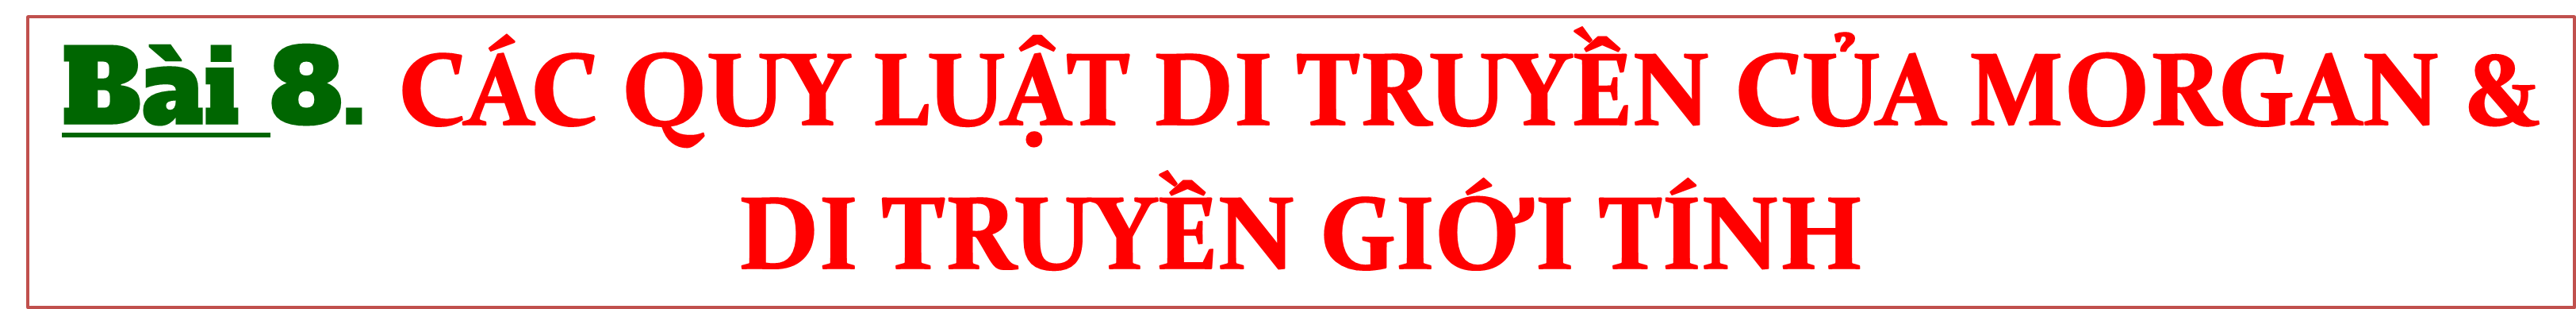 Bài 8. CÁC QUY LUẬT DI TRUYỀN CỦA MORGAN &
DI TRUYỀN GIỚI TÍNH